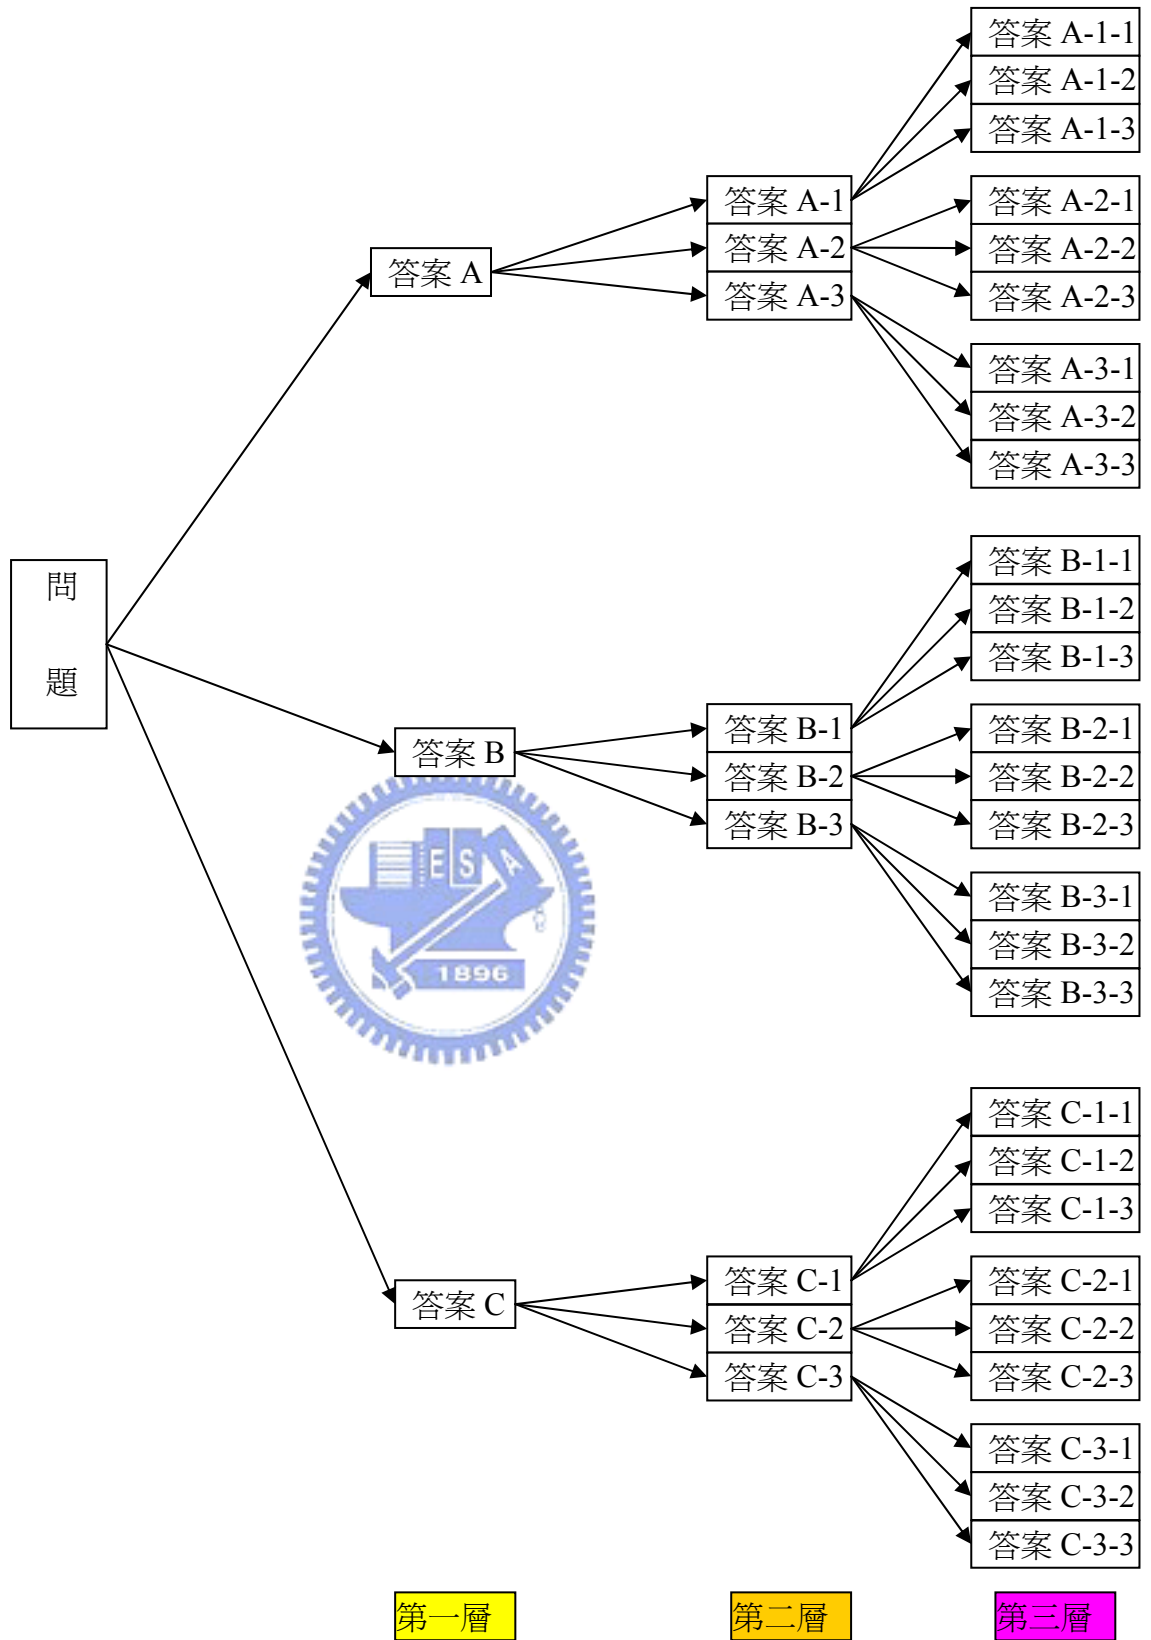 問
題
答案 A
答案 A-1
答案 A-2
答案 A-3
答案 A-1-1
答案 A-1-2
答案 A-1-3
答案 A-2-1
答案 A-2-2
答案 A-2-3
答案 A-3-1
答案 A-3-2
答案 A-3-3
答案 B
答案 B-1
答案 B-2
答案 B-3
答案 B-1-1
答案 B-1-2
答案 B-1-3
答案 B-2-1
答案 B-2-2
答案 B-2-3
答案 B-3-1
答案 B-3-2
答案 B-3-3
E S A
1896
答案 C
答案 C-1
答案 C-2
答案 C-3
答案 C-1-1
答案 C-1-2
答案 C-1-3
答案 C-2-1
答案 C-2-2
答案 C-2-3
答案 C-3-1
答案 C-3-2
答案 C-3-3
第一層
第二層
第三層